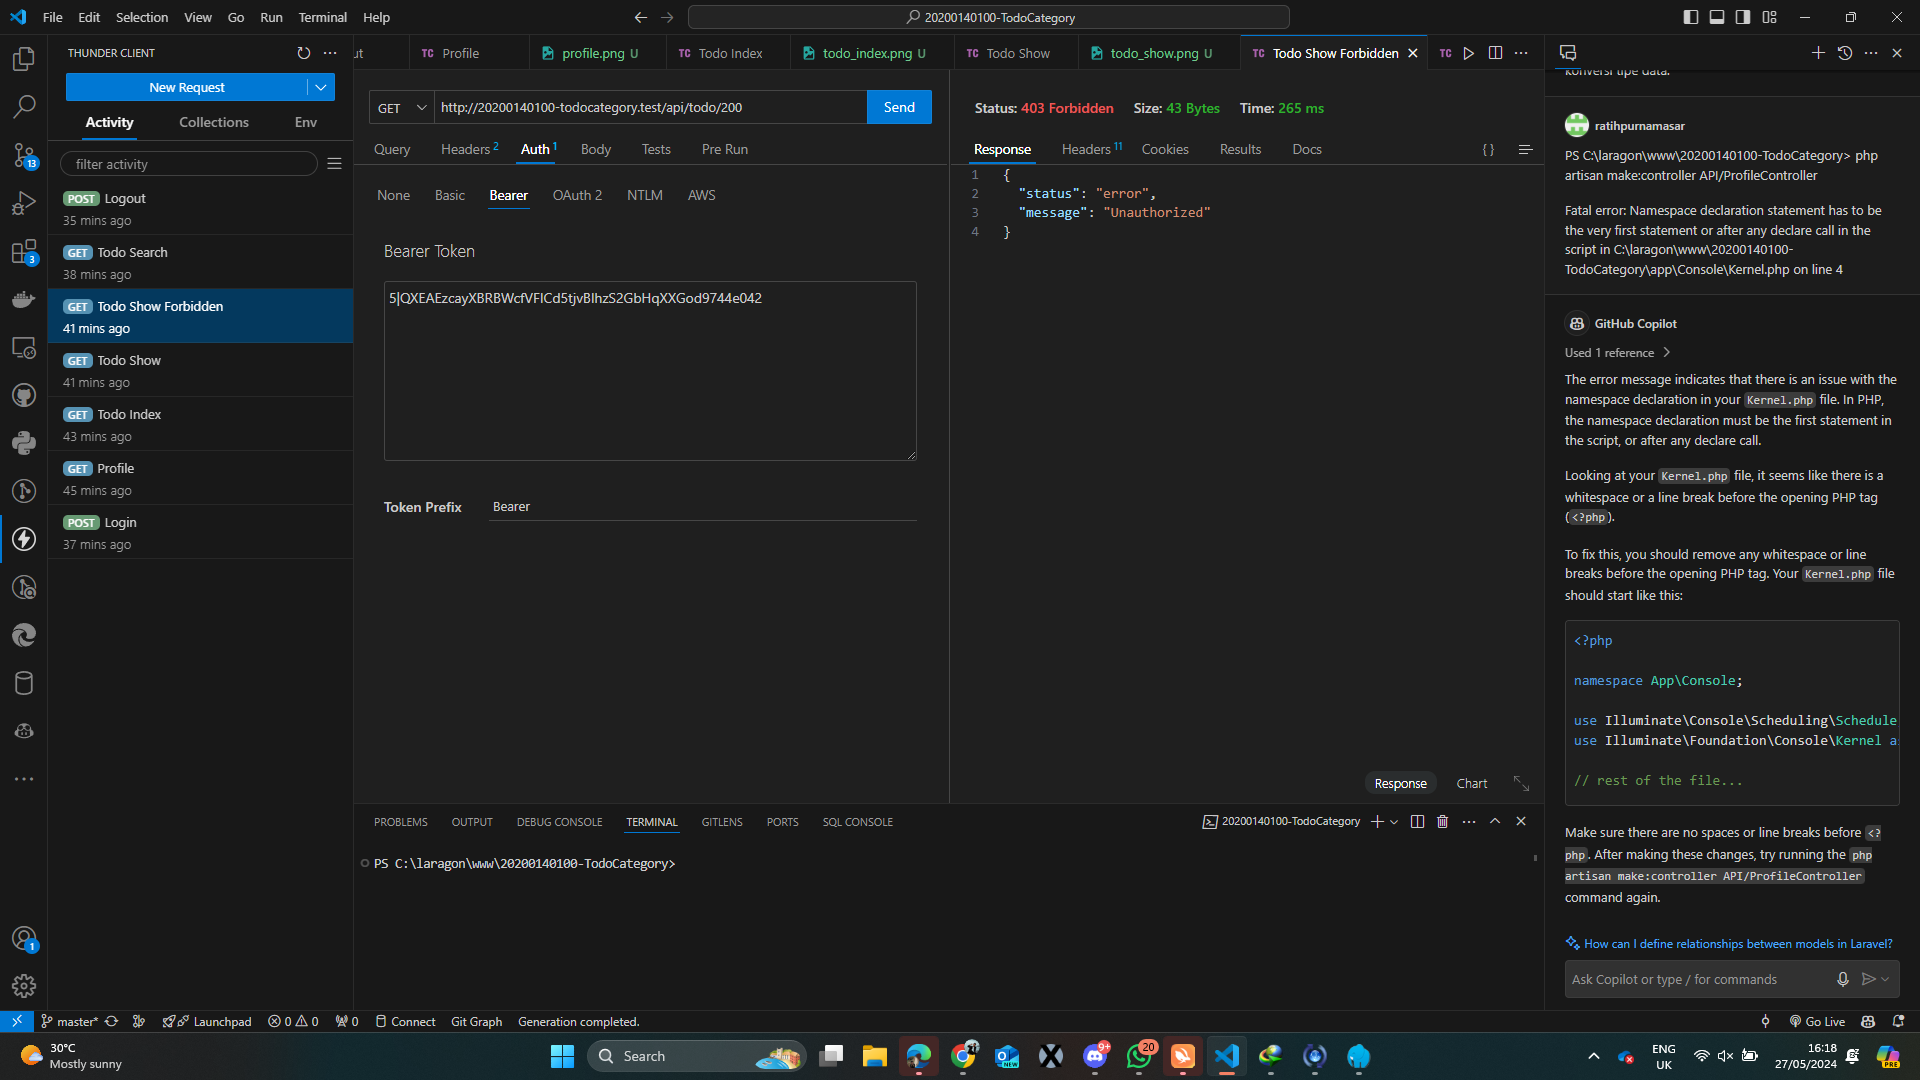 File Edit Selection View Go Run Terminal Help
20200140100-TodoCategory
THUNDER CLIENT
New Request
Activity Collections Env
filter activity
POST Logout
35 mins ago
GET Todo Search
38 mins ago
GET Todo Show Forbidden
41 mins ago
GET Todo Show
41 mins ago
GET Todo Index
43 mins ago
GET Profile
45 mins ago
POST Login
37 mins ago
13
3
1
ut TC Profile profile.png U TC Todo Index todo_index.png U TC Todo Show todo_show.png U TC Todo Show Forbidden TC
GET http://20200140100-todocategory.test/api/todo/200 Send
Query Headers 2 Auth 1 Body Tests Pre Run
None Basic Bearer OAuth 2 NTLM AWS
Bearer Token
5|QXEAEzcayXBRBWcfVFICd5tjvBIhzS2GbHqXXGod9744e042
Token Prefix Bearer
Status: 403 Forbidden Size: 43 Bytes Time: 265 ms
Response Headers 11 Cookies Results Docs { }
1 {
2 "status": "error",
3 "message": "Unauthorized"
4 }
Response Chart
PROBLEMS OUTPUT DEBUG CONSOLE TERMINAL GITLENS PORTS SQL CONSOLE
20200140100-TodoCategory
PS C:\laragon\www\20200140100-TodoCategory>
konversi tipe data.
ratihpurnamasar
PS C:\laragon\www\20200140100-TodoCategory> php
artisan make:controller API/ProfileController
Fatal error: Namespace declaration statement has to be
the very first statement or after any declare call in the
script in C:\laragon\www\20200140100-
TodoCategory\app\Console\Kernel.php on line 4
GitHub Copilot
Used 1 reference
The error message indicates that there is an issue with the
namespace declaration in your Kernel.php file. In PHP,
the namespace declaration must be the first statement in
the script, or after any declare call.
Looking at your Kernel.php file, it seems like there is a
whitespace or a line break before the opening PHP tag
(<?php).
To fix this, you should remove any whitespace or line
breaks before the opening PHP tag. Your Kernel.php file
should start like this:
<?php
namespace App\Console;
use Illuminate\Console\Scheduling\Schedule
use Illuminate\Foundation\Console\Kernel as
// rest of the file...
Make sure there are no spaces or line breaks before <?
php. After making these changes, try running the php
artisan make:controller API/ProfileController
command again.
How can I define relationships between models in Laravel?
Ask Copilot or type / for commands
master* Launchpad 0 0 0 Connect Git Graph Generation completed. Go Live
30°C
Mostly sunny
Search
NEW
9+
20
ENG
UK
16:18
27/05/2024
PRE